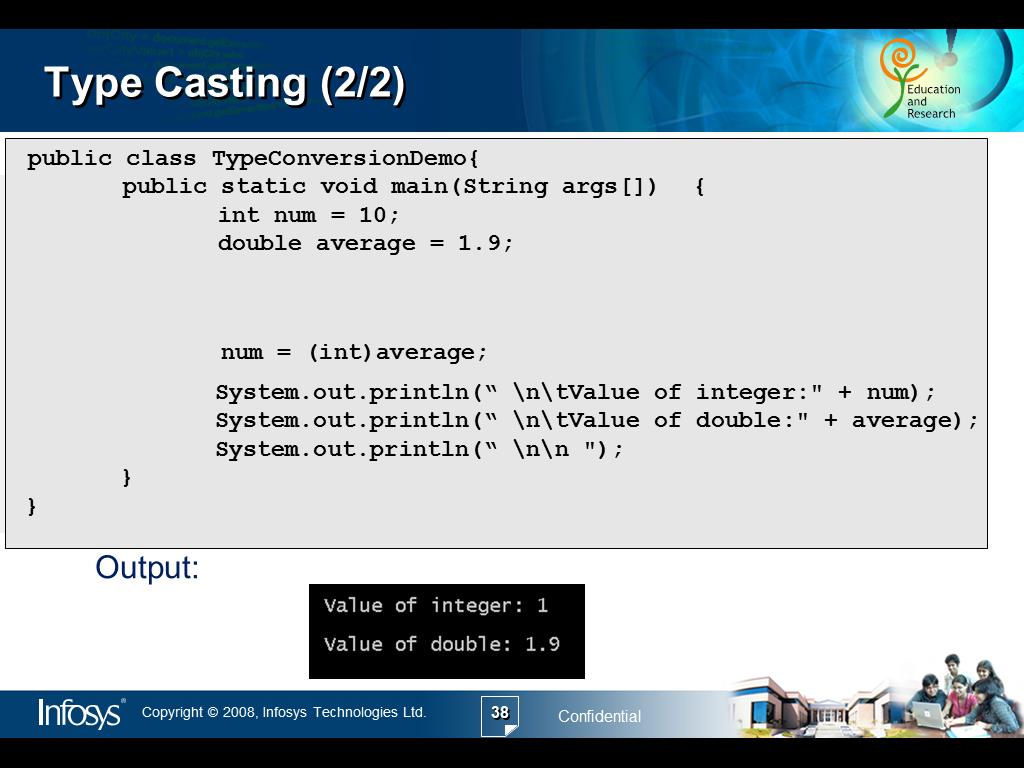 Type Casting (2/2)
Education
and
Research
public class TypeConversionDemo{
public static void main(String args[]) {
int num = 10;
double average = 1.9;
num = (int)average;
System.out.println(“ \n\tValue of integer:" + num);
System.out.println(“ \n\tValue of double:" + average);
System.out.println(“ \n\n ");
}
}
Output:
Value of integer: 1
Value of double: 1.9
Infosys®
Copyright © 2008, Infosys Technologies Ltd.
38
Confidential